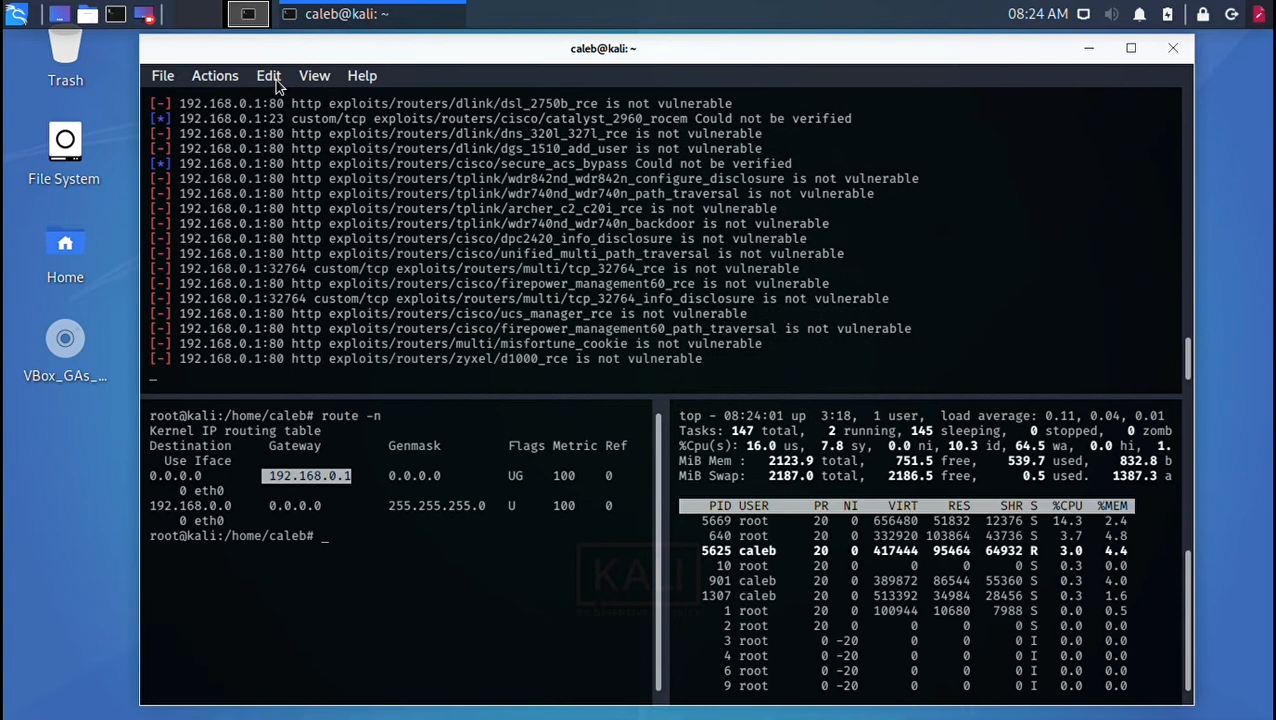 caleb@kali: ~
08:24 AM
caleb@kali: ~
File Actions Edit View Help
Trash
File System
Home
VBox_GAs_...
[-] 192.168.0.1:80 http exploits/routers/dlink/dsl_2750b_rce is not vulnerable
[*] 192.168.0.1:23 custom/tcp exploits/routers/cisco/catalyst_2960_rocem Could not be verified
[-] 192.168.0.1:80 http exploits/routers/dlink/dns_320l_327l_rce is not vulnerable
[-] 192.168.0.1:80 http exploits/routers/dlink/dgs_1510_add_user is not vulnerable
[*] 192.168.0.1:80 http exploits/routers/cisco/secure_acs_bypass Could not be verified
[-] 192.168.0.1:80 http exploits/routers/tplink/wdr842nd_wdr842n_configure_disclosure is not vulnerable
[-] 192.168.0.1:80 http exploits/routers/tplink/wdr740nd_wdr740n_path_traversal is not vulnerable
[-] 192.168.0.1:80 http exploits/routers/tplink/archer_c2_c20i_rce is not vulnerable
[-] 192.168.0.1:80 http exploits/routers/tplink/wdr740nd_wdr740n_backdoor is not vulnerable
[-] 192.168.0.1:80 http exploits/routers/cisco/dpc2420_info_disclosure is not vulnerable
[-] 192.168.0.1:80 http exploits/routers/cisco/unified_multi_path_traversal is not vulnerable
[-] 192.168.0.1:32764 custom/tcp exploits/routers/multi/tcp_32764_rce is not vulnerable
[-] 192.168.0.1:80 http exploits/routers/cisco/firepower_management60_rce is not vulnerable
[-] 192.168.0.1:32764 custom/tcp exploits/routers/multi/tcp_32764_info_disclosure is not vulnerable
[-] 192.168.0.1:80 http exploits/routers/cisco/ucs_manager_rce is not vulnerable
[-] 192.168.0.1:80 http exploits/routers/cisco/firepower_management60_path_traversal is not vulnerable
[-] 192.168.0.1:80 http exploits/routers/multi/misfortune_cookie is not vulnerable
[-] 192.168.0.1:80 http exploits/routers/zyxel/d1000_rce is not vulnerable
_
root@kali:/home/caleb# route -n
Kernel IP routing table
Destination Gateway Genmask Flags Metric Ref
Use Iface
0.0.0.0 192.168.0.1 0.0.0.0 UG 100 0
0 eth0
192.168.0.0 0.0.0.0 255.255.255.0 U 100 0
0 eth0
root@kali:/home/caleb# _
KALI
top - 08:24:01 up 3:18, 1 user, load average: 0.11, 0.04, 0.01
Tasks: 147 total, 2 running, 145 sleeping, 0 stopped, 0 zomb
%Cpu(s): 16.0 us, 7.8 sy, 0.0 ni, 10.3 id, 64.5 wa, 0.0 hi, 1.
MiB Mem : 2123.9 total, 751.5 free, 539.7 used, 832.8 b
MiB Swap: 2187.0 total, 2186.5 free, 0.5 used. 1387.3 a
PID USER PR NI VIRT RES SHR S %CPU %MEM
5669 root 20 0 656480 51832 12376 S 14.3 2.4
640 root 20 0 332920 103864 43736 S 3.7 4.8
5625 caleb 20 0 417444 95464 64932 R 3.0 4.4
10 root 20 0 0 0 0 S 0.3 0.0
901 caleb 20 0 389872 86544 55360 S 0.3 4.0
1307 caleb 20 0 513392 34984 28456 S 0.3 1.6
1 root 20 0 100944 10680 7988 S 0.0 0.5
2 root 20 0 0 0 0 S 0.0 0.0
3 root 0 -20 0 0 0 I 0.0 0.0
4 root 0 -20 0 0 0 I 0.0 0.0
6 root 0 -20 0 0 0 I 0.0 0.0
9 root 0 -20 0 0 0 I 0.0 0.0